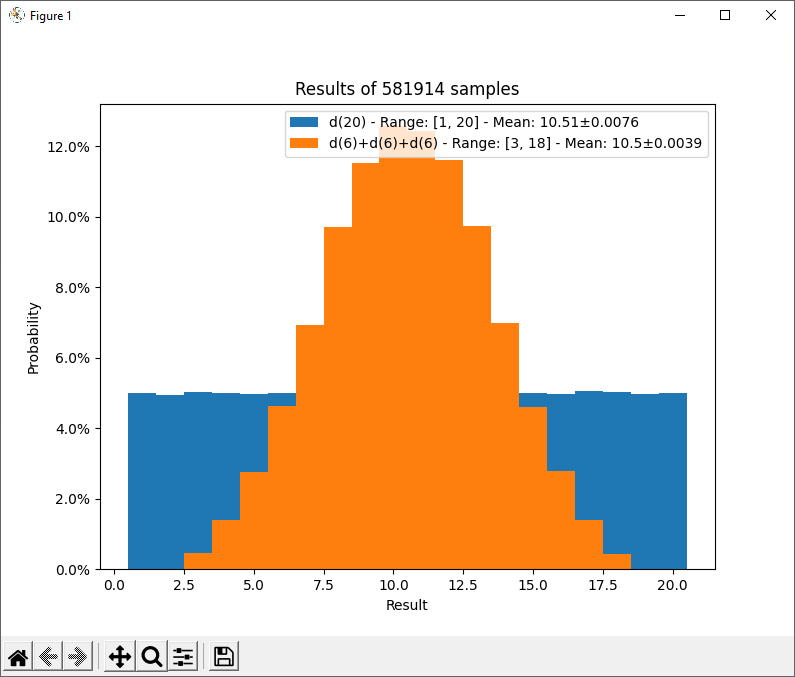 Figure 1
Results of 581914 samples
d(20) - Range: [1, 20] - Mean: 10.51±0.0076
d(6)+d(6)+d(6) - Range: [3, 18] - Mean: 10.5±0.0039
12.0%
10.0%
8.0%
6.0%
4.0%
2.0%
0.0%
Probability
0.0 2.5 5.0 7.5 10.0 12.5 15.0 17.5 20.0
Result